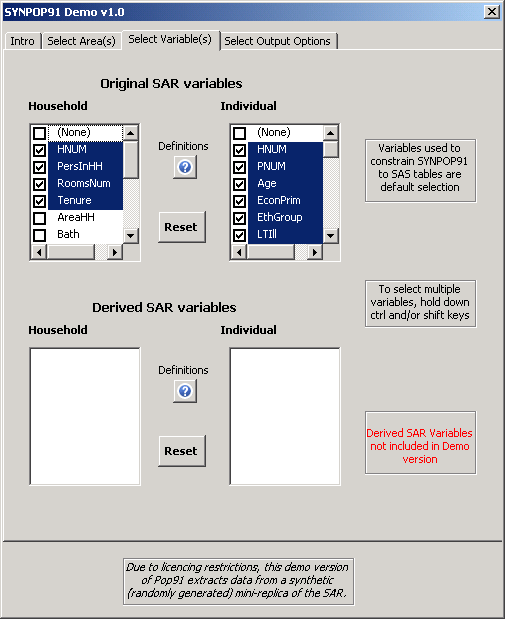 SYNPOP91 Demo v1.0
Intro
Select Area(s)
Select Variable(s)
Select Output Options
Original SAR variables
Household
Individual
(None)
HNUM
PersInHH
RoomsNum
Tenure
AreaHH
Bath
Definitions
Reset
(None)
HNUM
PNUM
Age
EconPrim
EthGroup
LTIll
Variables used to
constrain SYNPOP91
to SAS tables are
default selection
To select multiple
variables, hold down
ctrl and/or shift keys
Derived SAR variables
Household
Individual
Definitions
Reset
Derived SAR Variables
not included in Demo
version
Due to licencing restrictions, this demo version
of Pop91 extracts data from a synthetic
(randomly generated) mini-replica of the SAR.